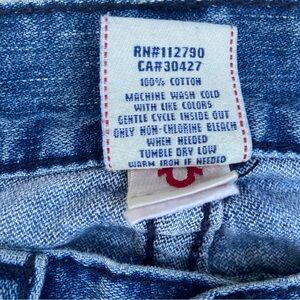 RN#112790
CA#30427
100% COTTON
MACHINE WASH COLD
WITH LIKE COLORS
GENTLE CYCLE INSIDE OUT
ONLY NON-CHLORINE BLEACH
WHEN NEEDED
TUMBLE DRY LOW
WARM IRON IF NEEDED